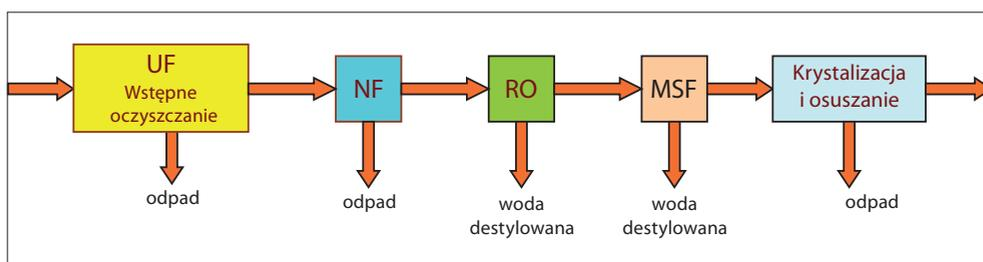 UF
Wstępne
oczyszczanie
NF
RO
MSF
Krystalizacja
i osuszanie
odpad
odpad
woda
destylowana
woda
destylowana
odpad